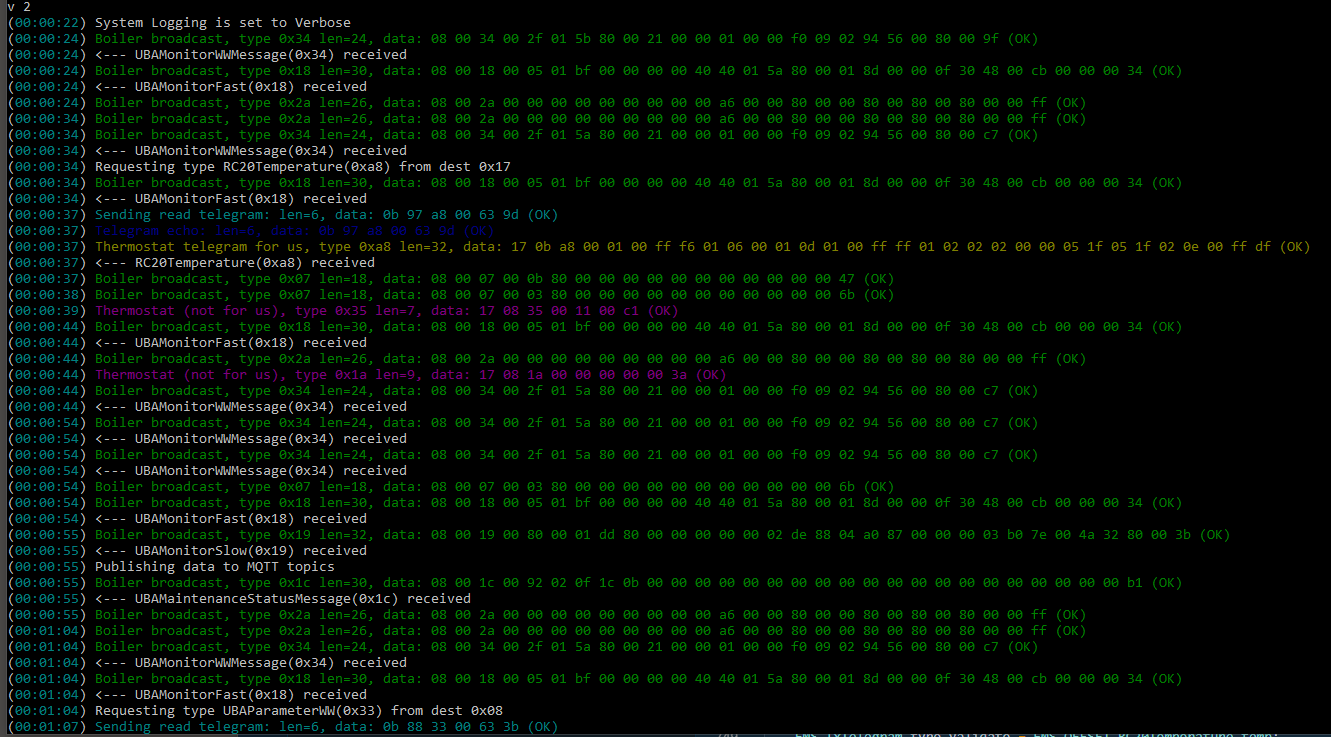 v 2
(00:00:22) System Logging is set to Verbose
(00:00:24) Boiler broadcast, type 0x34 len=24, data: 08 00 34 00 2f 01 5b 80 00 21 00 00 01 00 00 f0 09 02 94 56 00 80 00 9f (OK)
(00:00:24) <--- UBAMonitorWWMessage(0x34) received
(00:00:24) Boiler broadcast, type 0x18 len=30, data: 08 00 18 00 05 01 bf 00 00 00 00 40 40 01 5a 80 00 01 8d 00 00 0f 30 48 00 cb 00 00 00 34 (OK)
(00:00:24) <--- UBAMonitorFast(0x18) received
(00:00:24) Boiler broadcast, type 0x2a len=26, data: 08 00 2a 00 00 00 00 00 00 00 00 00 a6 00 00 80 00 00 80 00 80 00 80 00 00 ff (OK)
(00:00:34) Boiler broadcast, type 0x2a len=26, data: 08 00 2a 00 00 00 00 00 00 00 00 00 a6 00 00 80 00 00 80 00 80 00 80 00 00 ff (OK)
(00:00:34) Boiler broadcast, type 0x34 len=24, data: 08 00 34 00 2f 01 5a 80 00 21 00 00 01 00 00 f0 09 02 94 56 00 80 00 c7 (OK)
(00:00:34) <--- UBAMonitorWWMessage(0x34) received
(00:00:34) Requesting type RC20Temperature(0xa8) from dest 0x17
(00:00:34) Boiler broadcast, type 0x18 len=30, data: 08 00 18 00 05 01 bf 00 00 00 00 40 40 01 5a 80 00 01 8d 00 00 0f 30 48 00 cb 00 00 00 34 (OK)
(00:00:34) <--- UBAMonitorFast(0x18) received
(00:00:37) Sending read telegram: len=6, data: 0b 97 a8 00 63 9d (OK)
(00:00:37) Telegram echo: len=6, data: 0b 97 a8 00 63 9d (OK)
(00:00:37) Thermostat telegram for us, type 0xa8 len=32, data: 17 0b a8 00 01 00 ff f6 01 06 00 01 0d 01 00 ff ff 01 02 02 02 00 00 05 1f 05 1f 02 0e 00 ff df (OK)
(00:00:37) <--- RC20Temperature(0xa8) received
(00:00:37) Boiler broadcast, type 0x07 len=18, data: 08 00 07 00 0b 80 00 00 00 00 00 00 00 00 00 00 00 47 (OK)
(00:00:38) Boiler broadcast, type 0x07 len=18, data: 08 00 07 00 03 80 00 00 00 00 00 00 00 00 00 00 00 6b (OK)
(00:00:39) Thermostat (not for us), type 0x35 len=7, data: 17 08 35 00 11 00 c1 (OK)
(00:00:44) Boiler broadcast, type 0x18 len=30, data: 08 00 18 00 05 01 bf 00 00 00 00 40 40 01 5a 80 00 01 8d 00 00 0f 30 48 00 cb 00 00 00 34 (OK)
(00:00:44) <--- UBAMonitorFast(0x18) received
(00:00:44) Boiler broadcast, type 0x2a len=26, data: 08 00 2a 00 00 00 00 00 00 00 00 00 a6 00 00 80 00 00 80 00 80 00 80 00 00 ff (OK)
(00:00:44) Thermostat (not for us), type 0x1a len=9, data: 17 08 1a 00 00 00 00 00 3a (OK)
(00:00:44) Boiler broadcast, type 0x34 len=24, data: 08 00 34 00 2f 01 5a 80 00 21 00 00 01 00 00 f0 09 02 94 56 00 80 00 c7 (OK)
(00:00:44) <--- UBAMonitorWWMessage(0x34) received
(00:00:54) Boiler broadcast, type 0x34 len=24, data: 08 00 34 00 2f 01 5a 80 00 21 00 00 01 00 00 f0 09 02 94 56 00 80 00 c7 (OK)
(00:00:54) <--- UBAMonitorWWMessage(0x34) received
(00:00:54) Boiler broadcast, type 0x34 len=24, data: 08 00 34 00 2f 01 5a 80 00 21 00 00 01 00 00 f0 09 02 94 56 00 80 00 c7 (OK)
(00:00:54) <--- UBAMonitorWWMessage(0x34) received
(00:00:54) Boiler broadcast, type 0x07 len=18, data: 08 00 07 00 03 80 00 00 00 00 00 00 00 00 00 00 00 6b (OK)
(00:00:54) Boiler broadcast, type 0x18 len=30, data: 08 00 18 00 05 01 bf 00 00 00 00 40 40 01 5a 80 00 01 8d 00 00 0f 30 48 00 cb 00 00 00 34 (OK)
(00:00:54) <--- UBAMonitorFast(0x18) received
(00:00:55) Boiler broadcast, type 0x19 len=32, data: 08 00 19 00 80 00 01 dd 80 00 00 00 00 00 02 de 88 04 a0 87 00 00 00 03 b0 7e 00 4a 32 80 00 3b (OK)
(00:00:55) <--- UBAMonitorSlow(0x19) received
(00:00:55) Publishing data to MQTT topics
(00:00:55) Boiler broadcast, type 0x1c len=30, data: 08 00 1c 00 92 02 0f 1c 0b 00 00 00 00 00 00 00 00 00 00 00 00 00 00 00 00 00 00 00 00 b1 (OK)
(00:00:55) <--- UBAMaintenanceStatusMessage(0x1c) received
(00:00:55) Boiler broadcast, type 0x2a len=26, data: 08 00 2a 00 00 00 00 00 00 00 00 00 a6 00 00 80 00 00 80 00 80 00 80 00 00 ff (OK)
(00:01:04) Boiler broadcast, type 0x2a len=26, data: 08 00 2a 00 00 00 00 00 00 00 00 00 a6 00 00 80 00 00 80 00 80 00 80 00 00 ff (OK)
(00:01:04) Boiler broadcast, type 0x34 len=24, data: 08 00 34 00 2f 01 5a 80 00 21 00 00 01 00 00 f0 09 02 94 56 00 80 00 c7 (OK)
(00:01:04) <--- UBAMonitorWWMessage(0x34) received
(00:01:04) Boiler broadcast, type 0x18 len=30, data: 08 00 18 00 05 01 bf 00 00 00 00 40 40 01 5a 80 00 01 8d 00 00 0f 30 48 00 cb 00 00 00 34 (OK)
(00:01:04) <--- UBAMonitorFast(0x18) received
(00:01:04) Requesting type UBAParameterWW(0x33) from dest 0x08
(00:01:07) Sending read telegram: len=6, data: 0b 88 33 00 63 3b (OK)